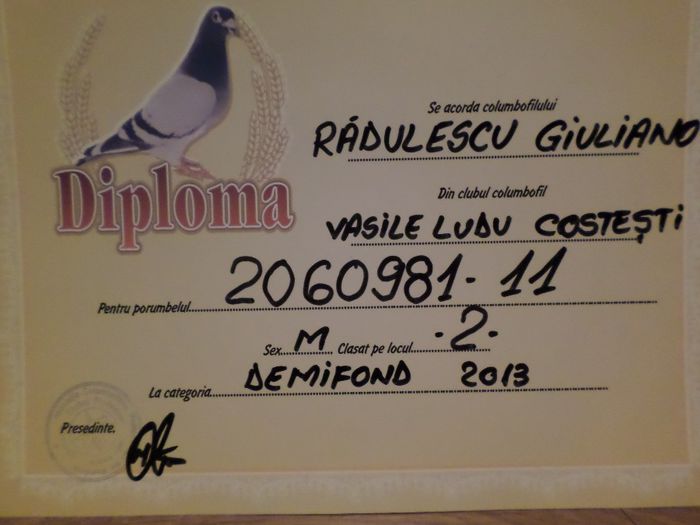 Diploma
Se acorda columbofilului
RĂDULESCU GIULIANO
Din clubul columbofil
VASILE LUDU COSTEȘTI
Pentru porumbelul 2060981-11
Sex M Clasat pe locul -2-
La categoria DEMIFOND 2013
Presedinte.